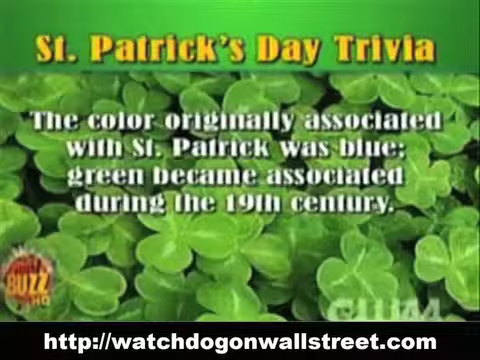 St. Patrick's Day Trivia
The color originally associated
with St. Patrick was blue;
green became associated
during the 19th century.
BUZZ
http://watchdogonwallstreet.com